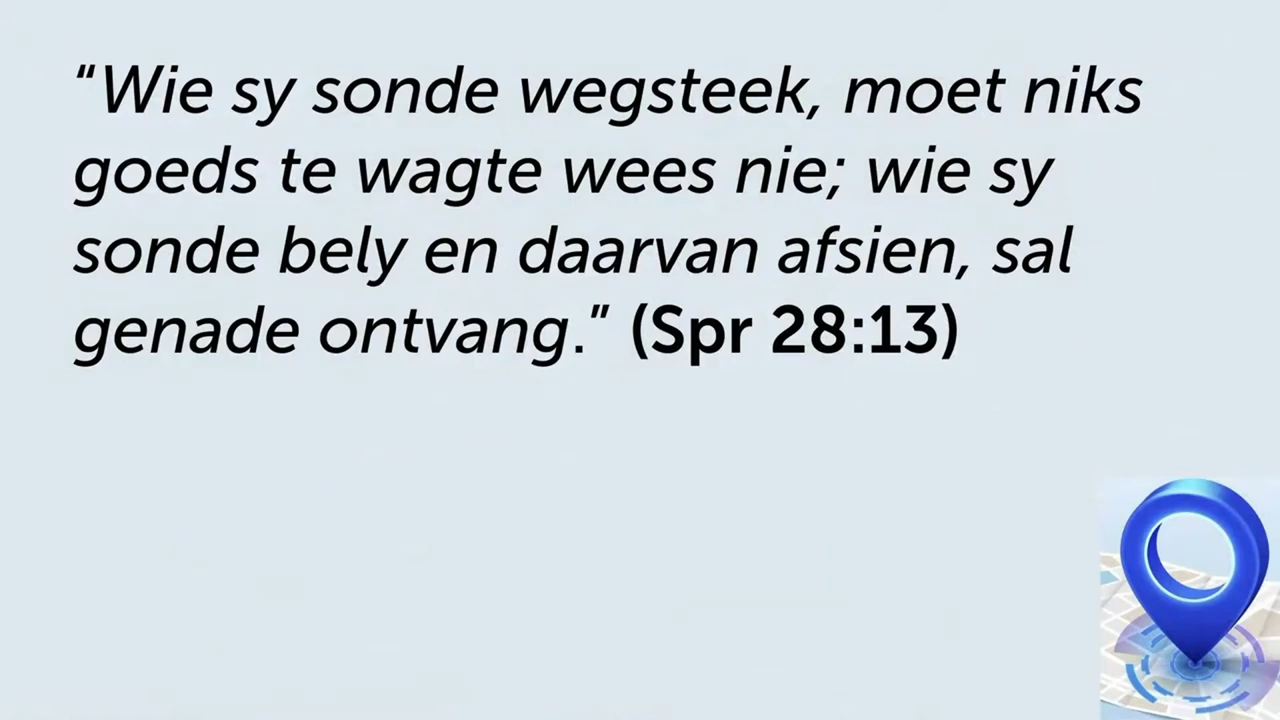 “Wie sy sonde wegsteek, moet niks
goeds te wagte wees nie; wie sy
sonde bely en daarvan afsien, sal
genade ontvang.” (Spr 28:13)